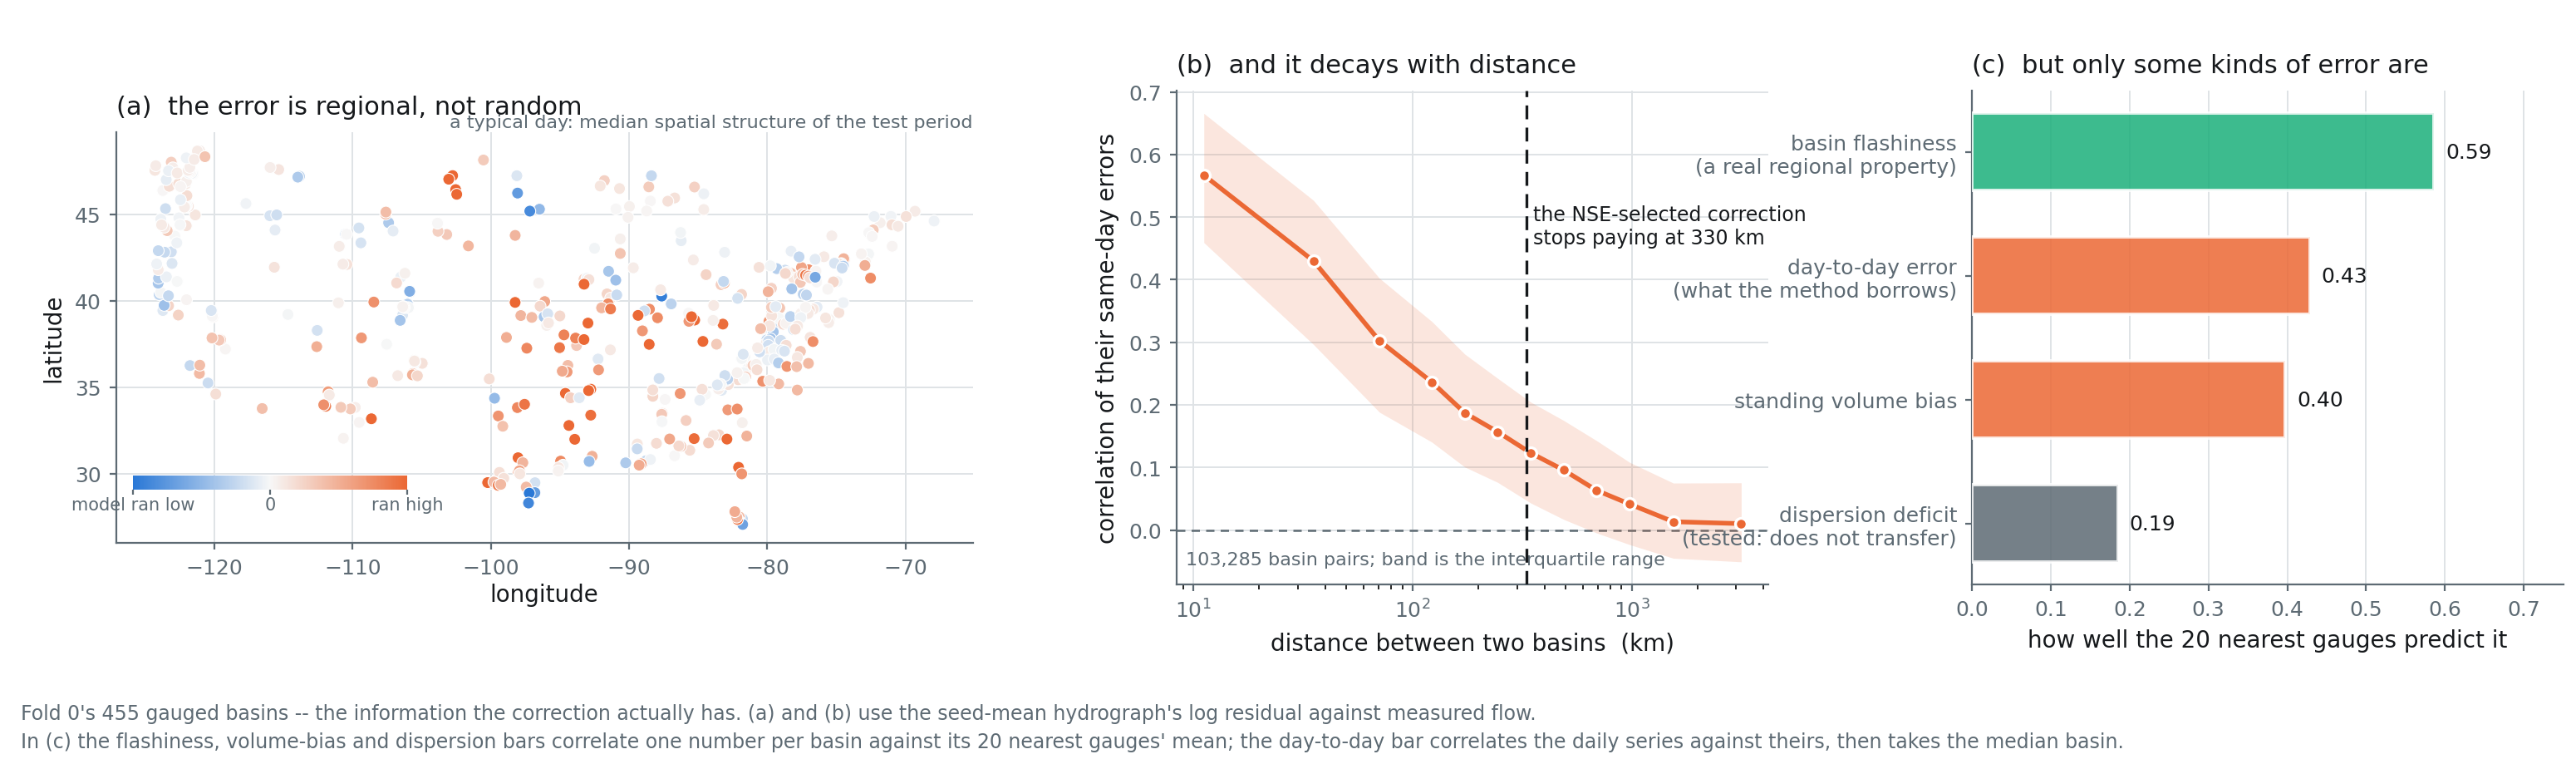 (a)  the error is regional, not random
a typical day: median spatial structure of the test period
latitude
45
40
35
30
model ran low
0
ran high
−120
−110
−100
−90
−80
−70
longitude
(b)  and it decays with distance
correlation of their same-day errors
0.7
0.6
0.5
0.4
0.3
0.2
0.1
0.0
the NSE-selected correction
stops paying at 330 km
103,285 basin pairs; band is the interquartile range
10¹
10²
10³
distance between two basins  (km)
(c)  but only some kinds of error are
basin flashiness
(a real regional property)
0.59
day-to-day error
(what the method borrows)
0.43
standing volume bias
0.40
dispersion deficit
(tested: does not transfer)
0.19
0.0
0.1
0.2
0.3
0.4
0.5
0.6
0.7
how well the 20 nearest gauges predict it
Fold 0's 455 gauged basins -- the information the correction actually has. (a) and (b) use the seed-mean hydrograph's log residual against measured flow.
In (c) the flashiness, volume-bias and dispersion bars correlate one number per basin against its 20 nearest gauges' mean; the day-to-day bar correlates the daily series against theirs, then takes the median basin.